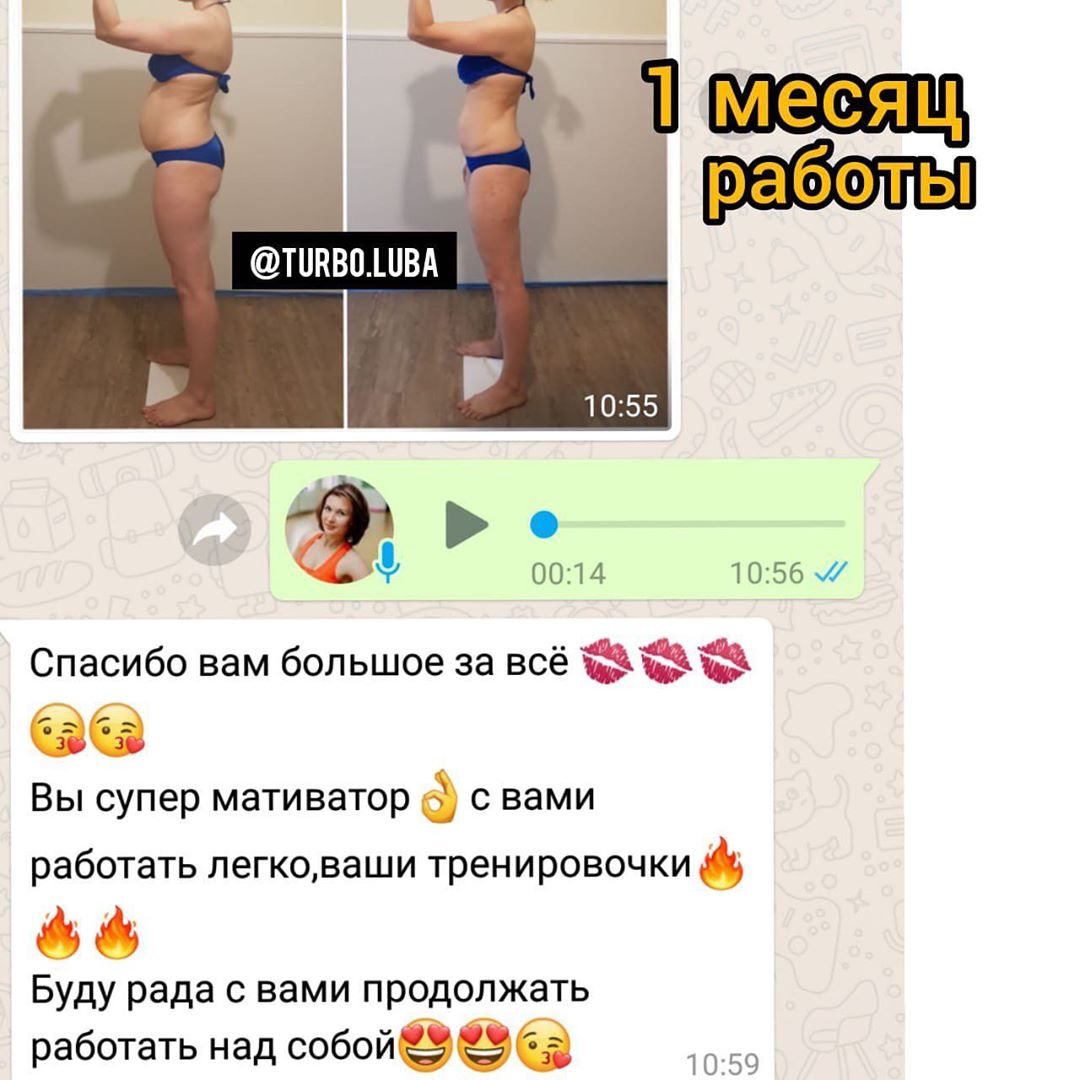 1 месяц
работы
@TURBO.LUBA
10:55
00:14
10:56
Спасибо вам большое за всё 💋💋💋
😘😘
Вы супер мативатор👌с вами
работать легко,ваши тренировочки🔥
🔥🔥
Буду рада с вами продолжать
работать над собой😍😍😘
10:59